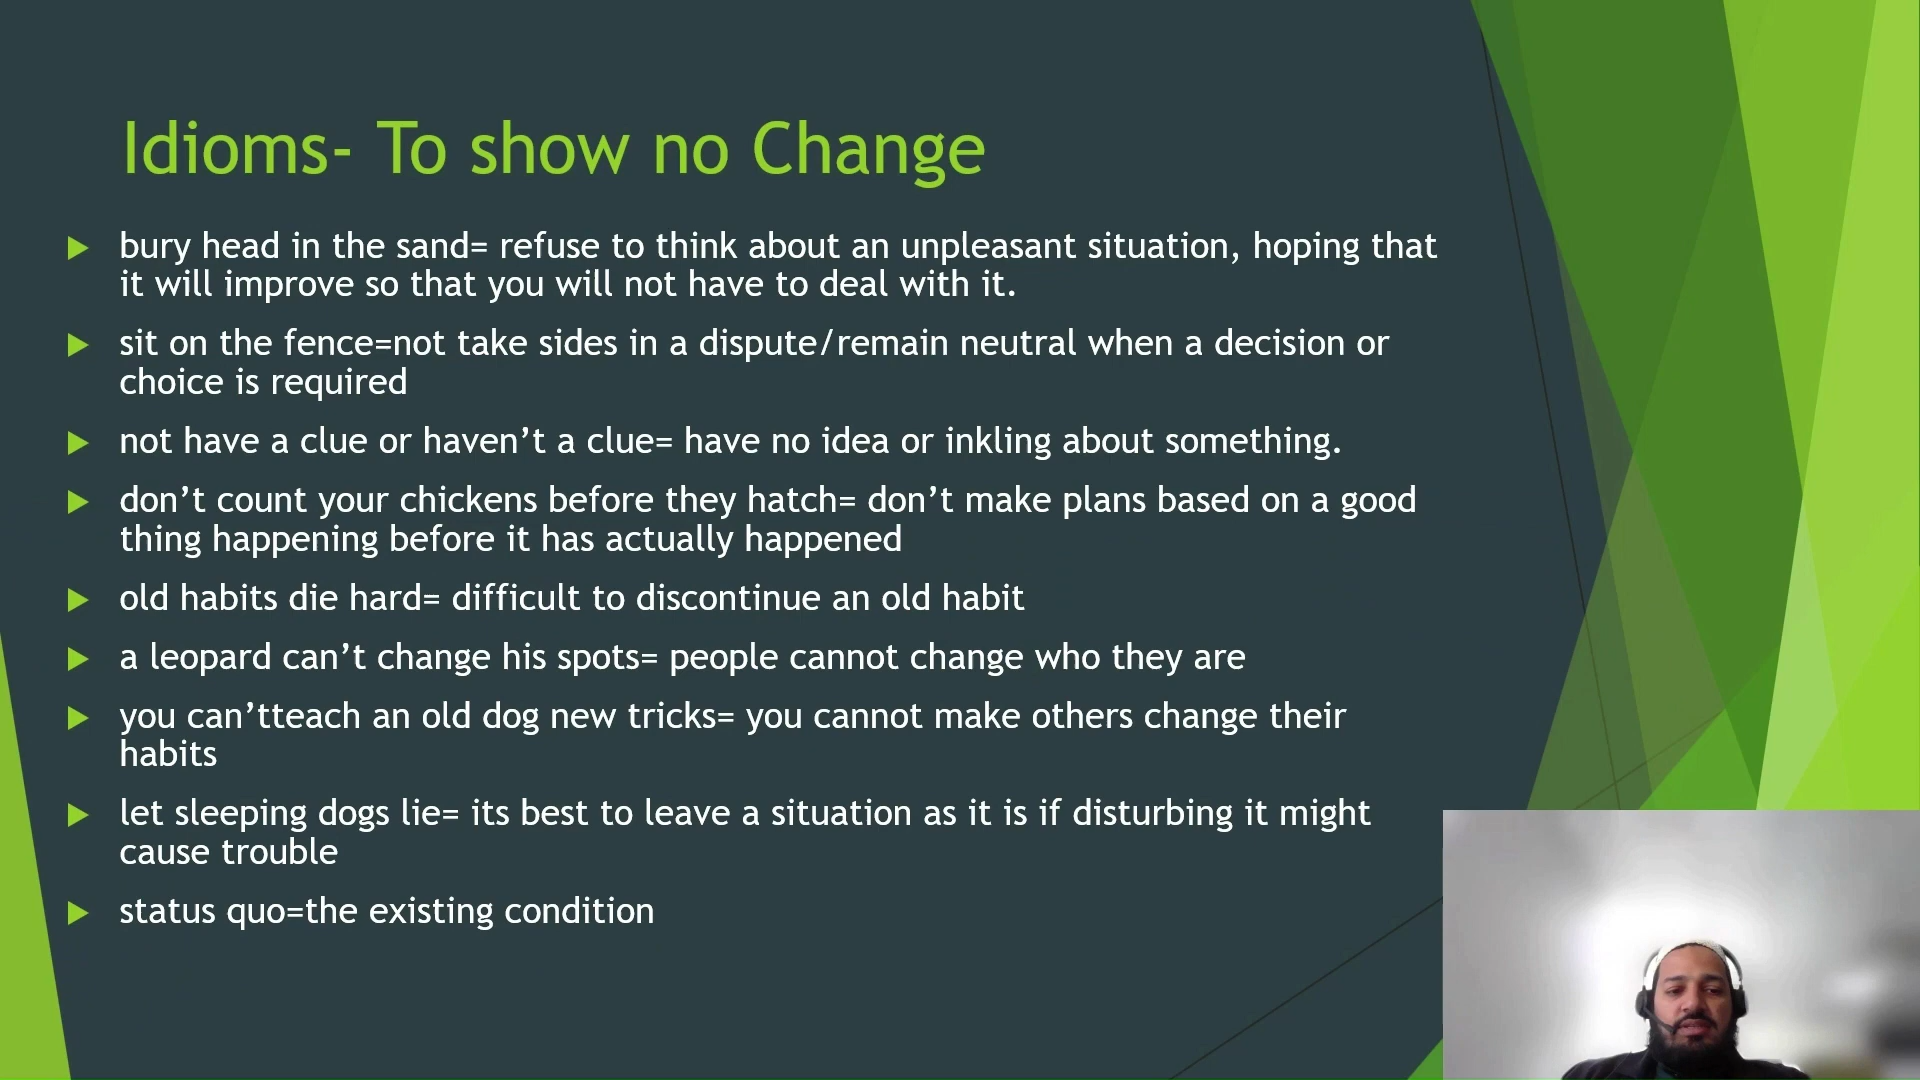 Idioms- To show no Change
bury head in the sand= refuse to think about an unpleasant situation, hoping that
it will improve so that you will not have to deal with it.
sit on the fence=not take sides in a dispute/remain neutral when a decision or
choice is required
not have a clue or haven’t a clue= have no idea or inkling about something.
don’t count your chickens before they hatch= don’t make plans based on a good
thing happening before it has actually happened
old habits die hard= difficult to discontinue an old habit
a leopard can’t change his spots= people cannot change who they are
you can’tteach an old dog new tricks= you cannot make others change their
habits
let sleeping dogs lie= its best to leave a situation as it is if disturbing it might
cause trouble
status quo=the existing condition